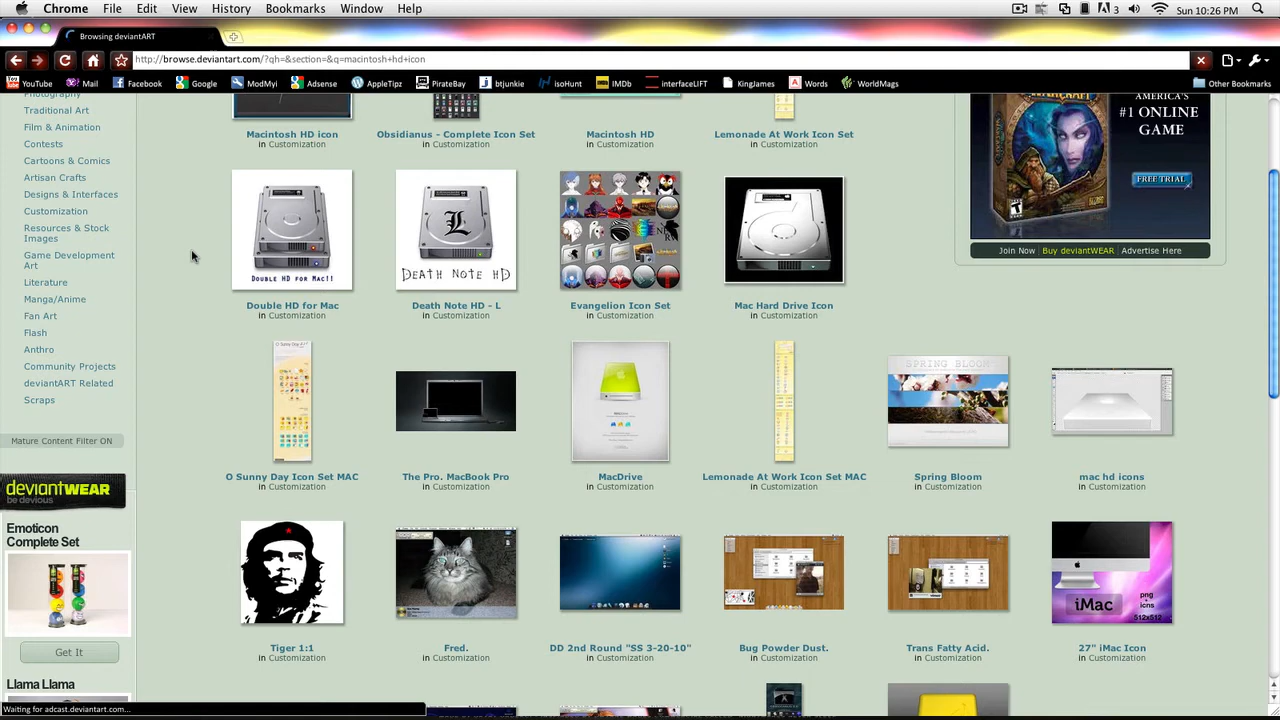 Chrome File Edit View History Bookmarks Window Help
3 Sun 10:26 PM
Browsing deviantART
http://browse.deviantart.com/?qh=&section=&q=macintosh+hd+icon
YouTube Mail Facebook Google ModMyi Adsense AppleTipz PirateBay btjunkie isoHunt IMDb interfaceLIFT KingJames Words WorldMags Other Bookmarks
Photography
Traditional Art
Film & Animation
Contests
Cartoons & Comics
Artisan Crafts
Designs & Interfaces
Customization
Resources & Stock
Images
Game Development
Art
Literature
Manga/Anime
Fan Art
Flash
Anthro
Community Projects
deviantART Related
Scraps
Mature Content Filter ON
deviantWEAR
be devious
Emoticon
Complete Set
Get It
Llama Llama
Waiting for adcast.deviantart.com...
Macintosh HD icon
in Customization
Obsidianus - Complete Icon Set
in Customization
Macintosh HD
in Customization
Lemonade At Work Icon Set
in Customization
DOUBLE HD FOR MAC!!
Double HD for Mac
in Customization
L
DEATH NOTE HD
Death Note HD - L
in Customization
Evangelion Icon Set
in Customization
Mac Hard Drive Icon
in Customization
O Sunny Day Icon Set MAC
in Customization
The Pro. MacBook Pro
in Customization
MacDrive
in Customization
Lemonade At Work Icon Set MAC
in Customization
SPRING BLOOM
Spring Bloom
in Customization
mac hd icons
in Customization
Tiger 1:1
in Customization
Fred.
in Customization
DD 2nd Round "SS 3-20-10"
in Customization
Bug Powder Dust.
in Customization
Trans Fatty Acid.
in Customization
iMac
png
+
icns
512x512
27" iMac Icon
in Customization
AMERICA'S
#1 ONLINE
GAME
FREE TRIAL
Join Now | Buy deviantWEAR | Advertise Here